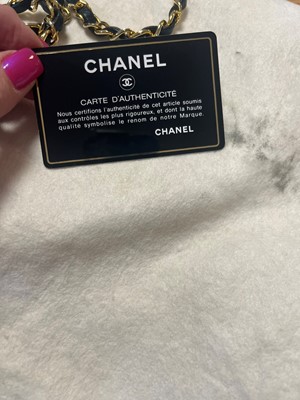 CHANEL
CARTE D'AUTHENTICITÉ
Nous certifions l'authenticité de cet article soumis
aux contrôles les plus rigoureux, et dont la haute
qualité symbolise le renom de notre Marque.
CHANEL